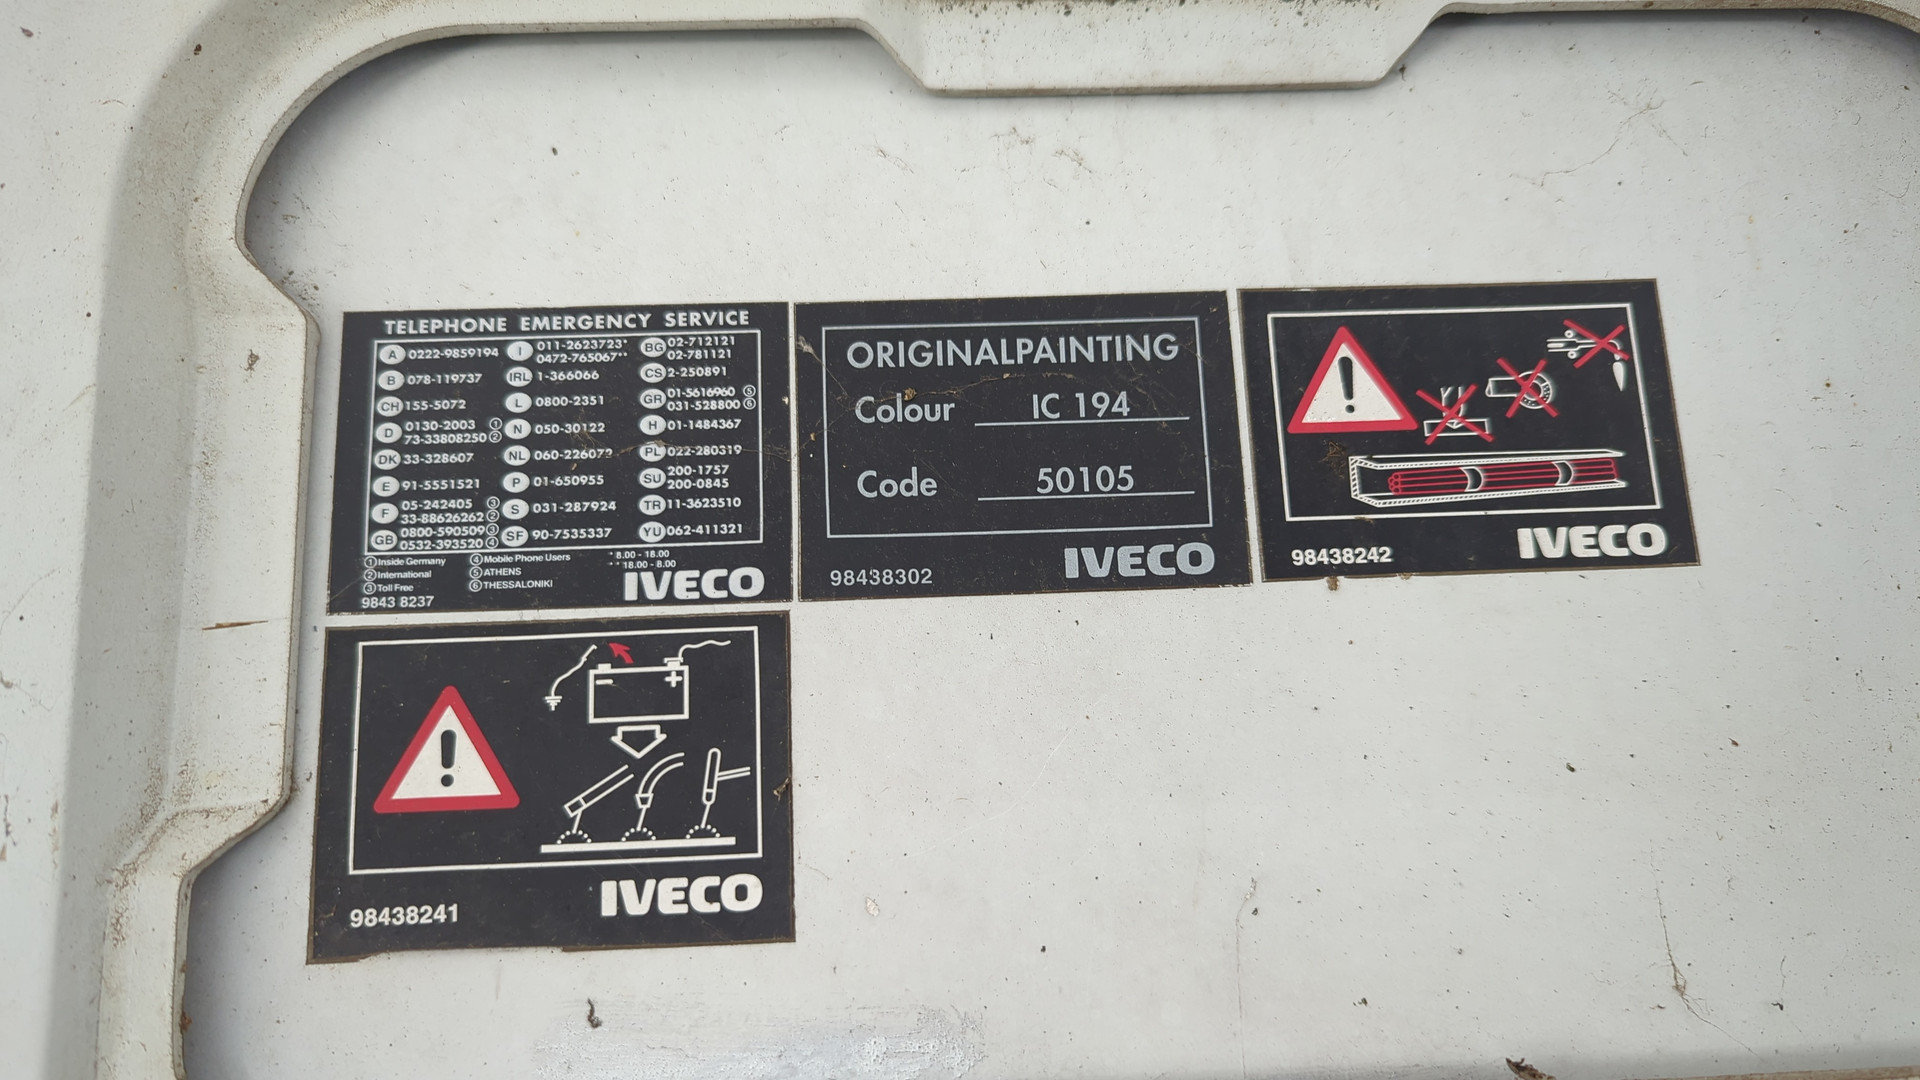 TELEPHONE EMERGENCY SERVICE
A 0222-9859194
B 078-119737
CH 155-5072
D 0130-2003 ①
73-33808250 ②
DK 33-328607
E 91-5551521
F 05-242405 ③
33-88626262 ②
GB 0800-590509 ③
0532-393520 ④
I 011-2623723*
0472-765067**
IRL 1-366066
L 0800-2351
N 050-30122
NL 060-226072
P 01-650955
S 031-287924
SF 90-7535337
BG 02-712121
02-781121
CS 2-250891
GR 01-5616960 ⑤
031-528800 ⑥
H 01-1484367
PL 022-280319
SU 200-1757
200-0845
TR 11-3623510
YU 062-411321
① Inside Germany
② International
③ Toll Free
④ Mobile Phone Users
⑤ ATHENS
⑥ THESSALONIKI
* 8.00 - 18.00
** 18.00 - 8.00
9843 8237
IVECO
ORIGINALPAINTING
Colour IC 194
Code 50105
98438302
IVECO
!
98438242
IVECO
!
- +
98438241
IVECO